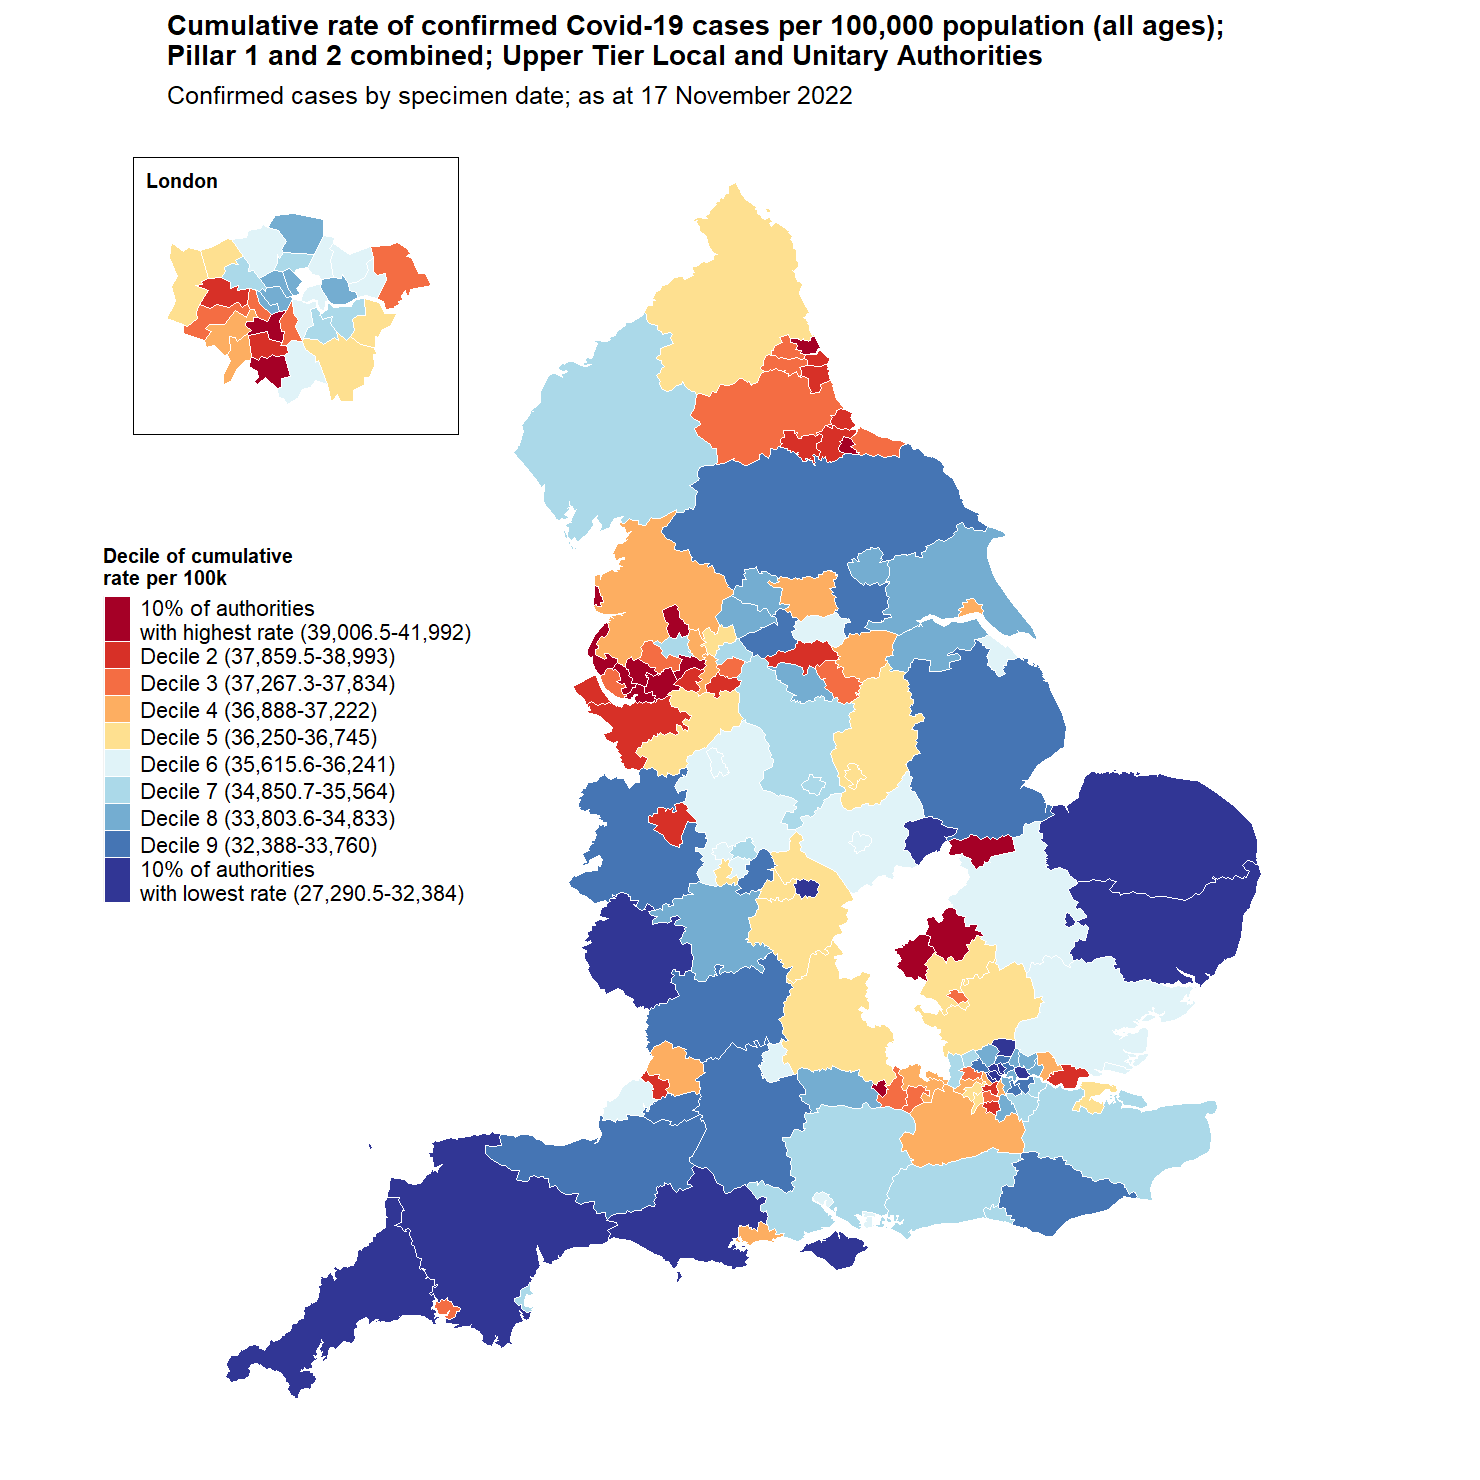 Cumulative rate of confirmed Covid-19 cases per 100,000 population (all ages);
Pillar 1 and 2 combined; Upper Tier Local and Unitary Authorities
Confirmed cases by specimen date; as at 17 November 2022
London
Decile of cumulative
rate per 100k
10% of authorities
with highest rate (39,006.5-41,992)
Decile 2 (37,859.5-38,993)
Decile 3 (37,267.3-37,834)
Decile 4 (36,888-37,222)
Decile 5 (36,250-36,745)
Decile 6 (35,615.6-36,241)
Decile 7 (34,850.7-35,564)
Decile 8 (33,803.6-34,833)
Decile 9 (32,388-33,760)
10% of authorities
with lowest rate (27,290.5-32,384)